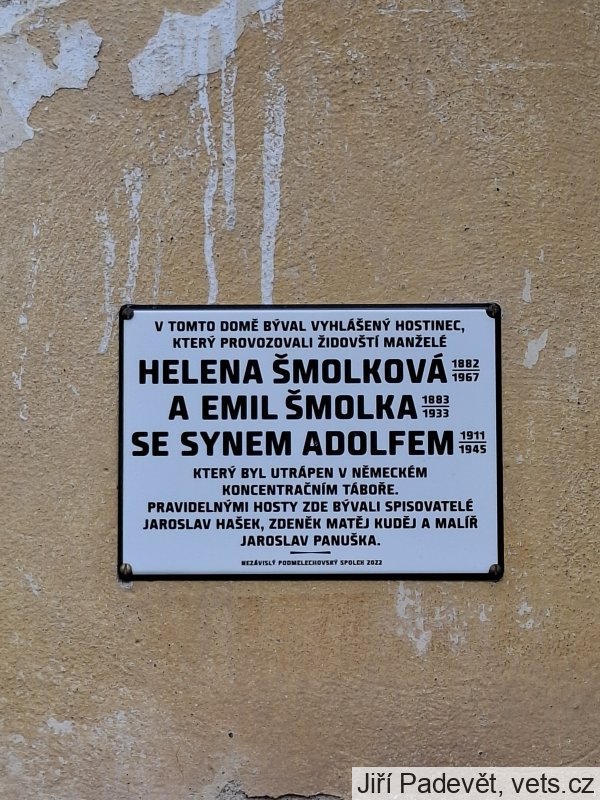 V TOMTO DOMĚ BÝVAL VYHLÁŠENÝ HOSTINEC,
KTERÝ PROVOZOVALI ŽIDOVŠTÍ MANŽELÉ
HELENA ŠMOLKOVÁ 1882 1967
A EMIL ŠMOLKA 1883 1933
SE SYNEM ADOLFEM 1911 1945
KTERÝ BYL UTRÁPEN V NĚMECKÉM
KONCENTRAČNÍM TÁBOŘE.
PRAVIDELNÝMI HOSTY ZDE BÝVALI SPISOVATELÉ
JAROSLAV HAŠEK, ZDENĚK MATĚJ KUDĚJ A MALÍŘ
JAROSLAV PANUŠKA.
NEZÁVISLÝ PODMELECHOVSKÝ SPOLEK 2022
Jiří Padevět, vets.cz